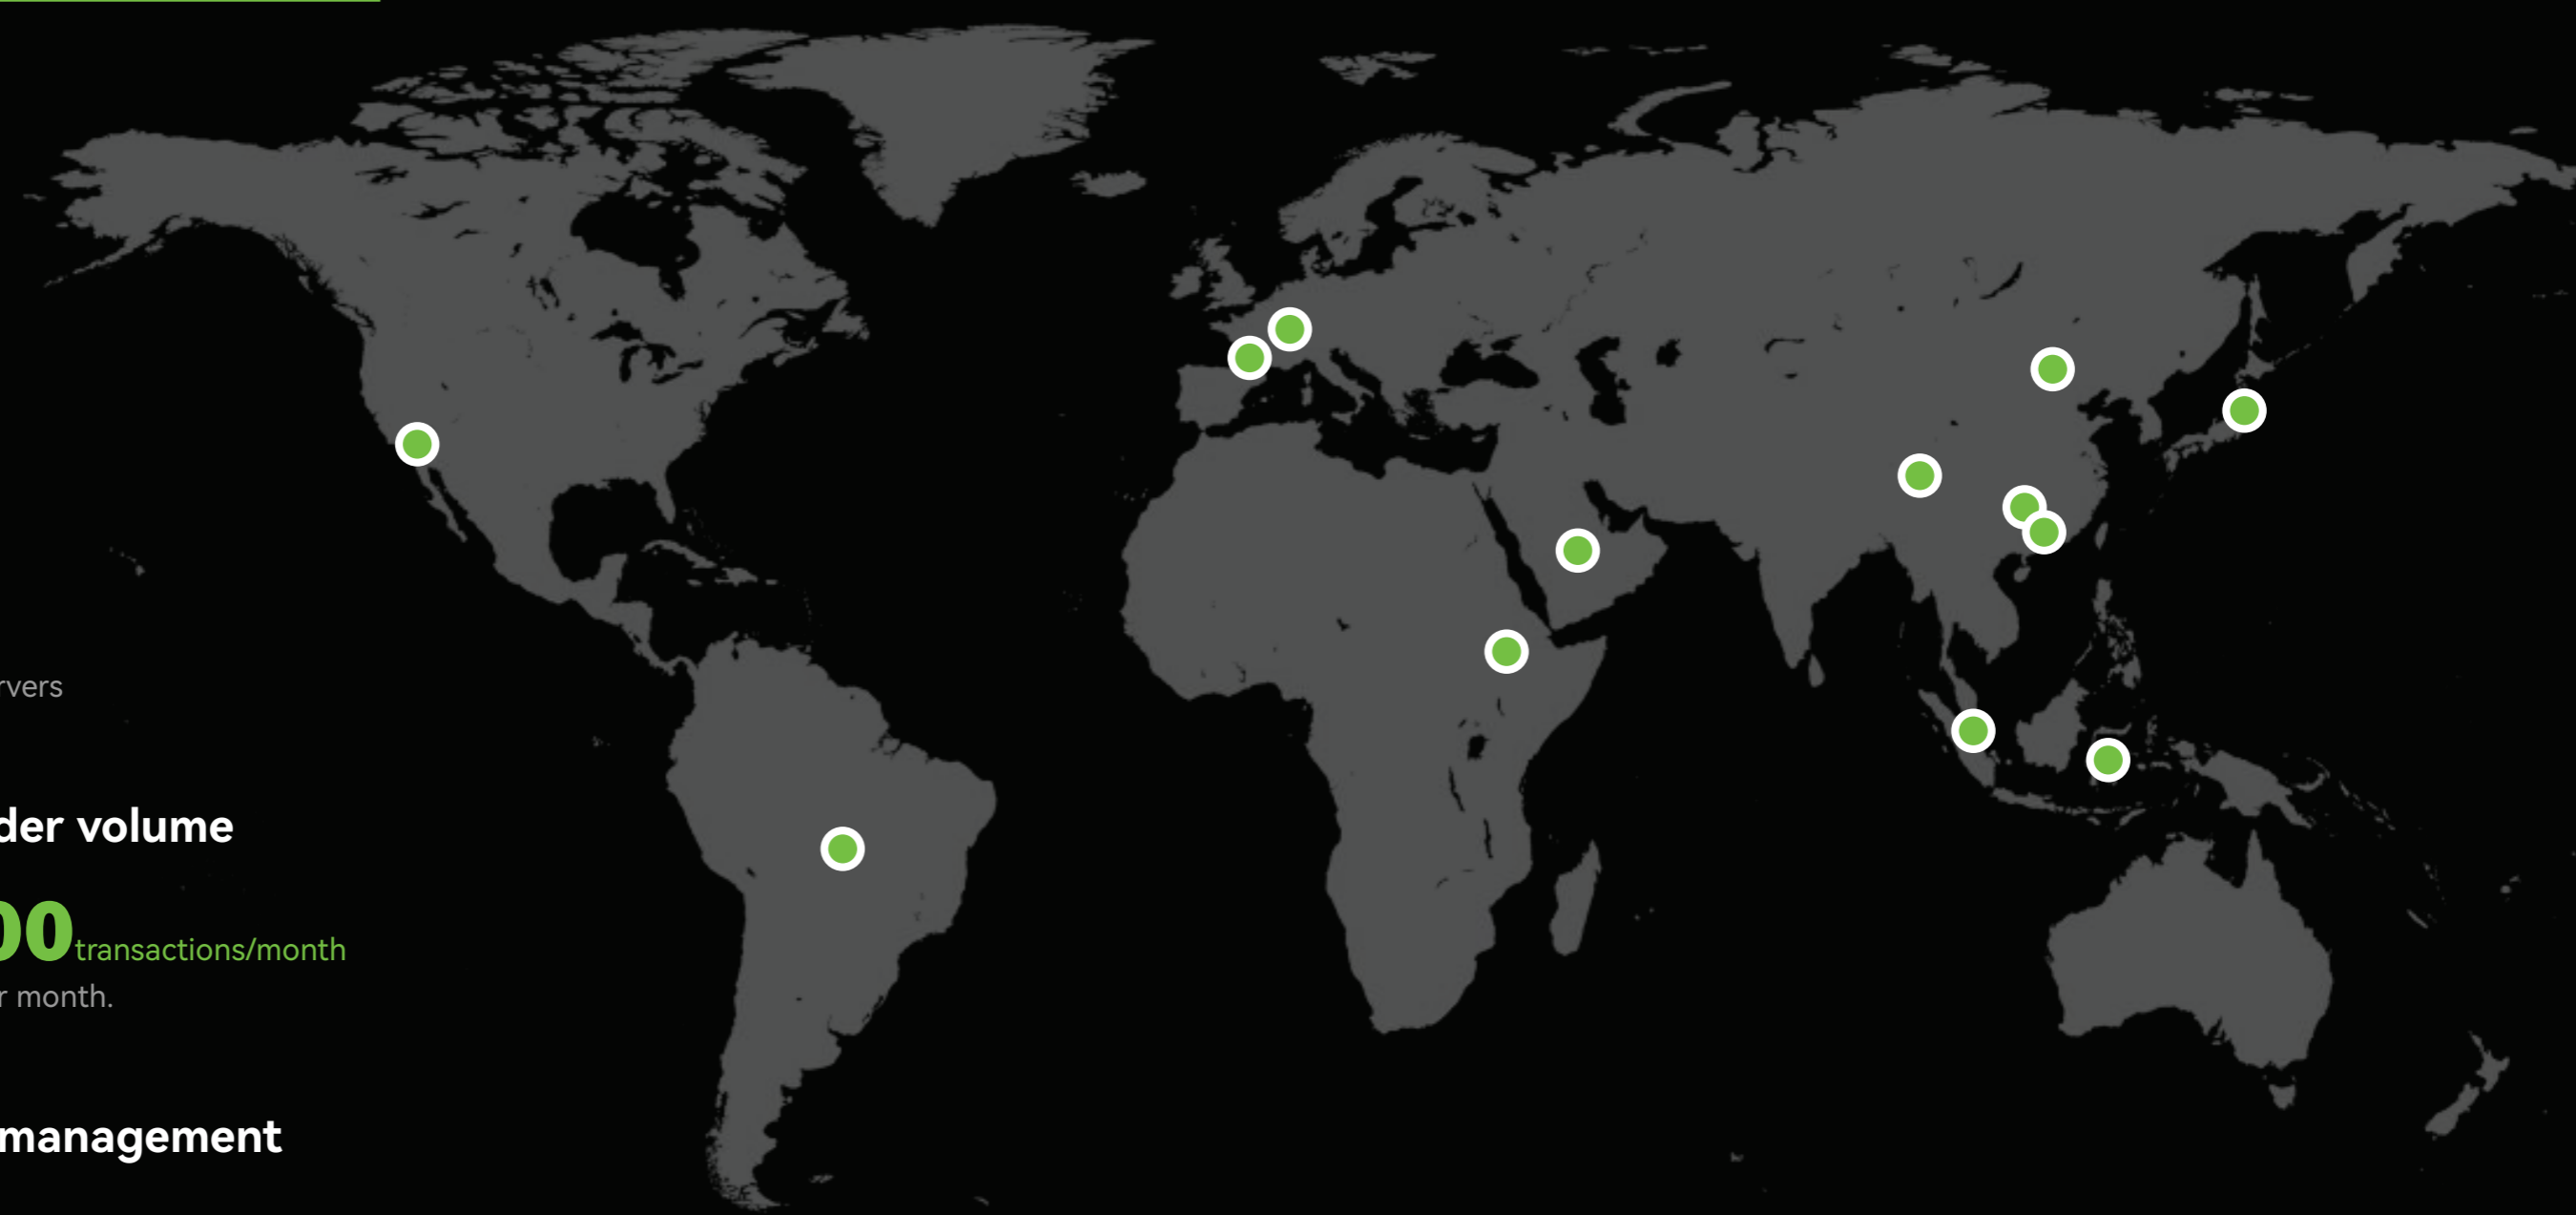 rvers
der volume
00transactions/month
r month.
management